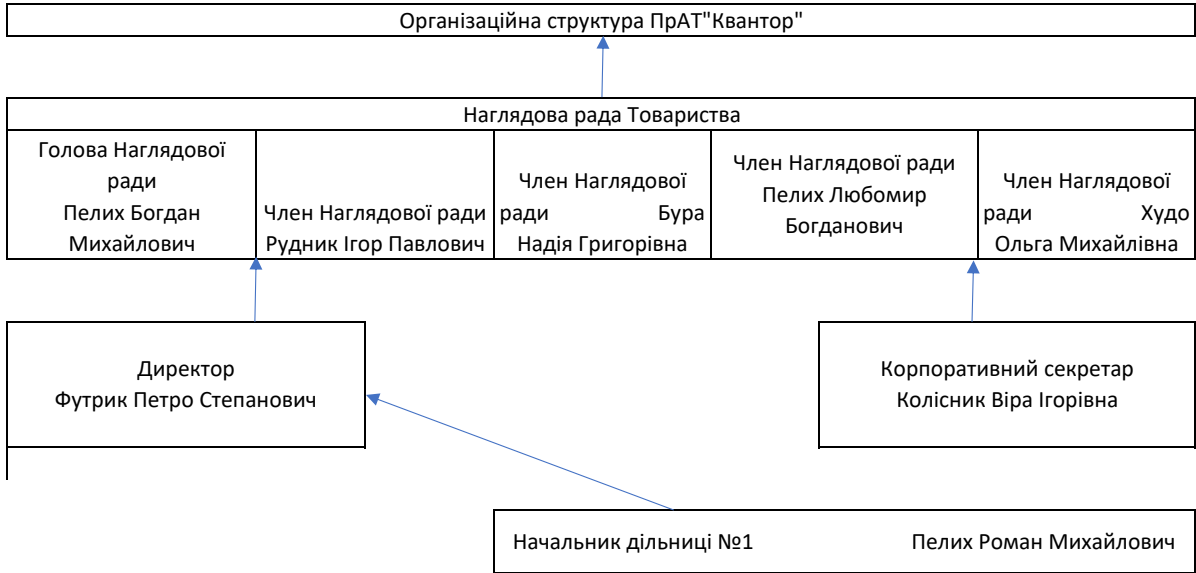 Організаційна структура ПрАТ"Квантор"
Наглядова рада Товариства
Голова Наглядової
ради
Пелих Богдан
Михайлович
Член Наглядової ради
Рудник Ігор Павлович
Член Наглядової
ради Бура
Надія Григорівна
Член Наглядової ради
Пелих Любомир
Богданович
Член Наглядової
ради Худо
Ольга Михайлівна
Директор
Футрик Петро Степанович
Корпоративний секретар
Колісник Віра Ігорівна
Начальник дільниці №1 Пелих Роман Михайлович